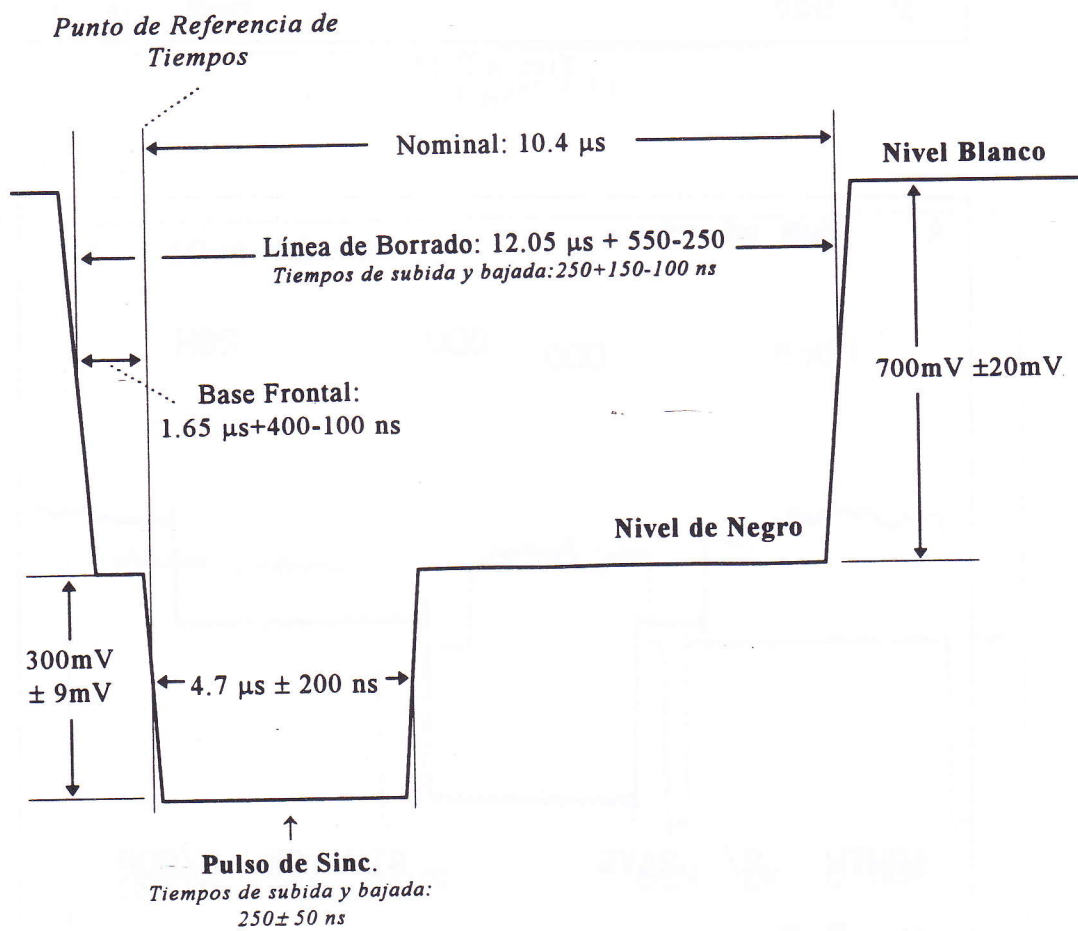 Punto de Referencia de
Tiempos
Nominal: 10.4 μs
Nivel Blanco
Línea de Borrado: 12.05 μs + 550-250
Tiempos de subida y bajada:250+150-100 ns
700mV ±20mV
Base Frontal:
1.65 μs+400-100 ns
Nivel de Negro
300mV
± 9mV
4.7 μs ± 200 ns
Pulso de Sinc.
Tiempos de subida y bajada:
250± 50 ns